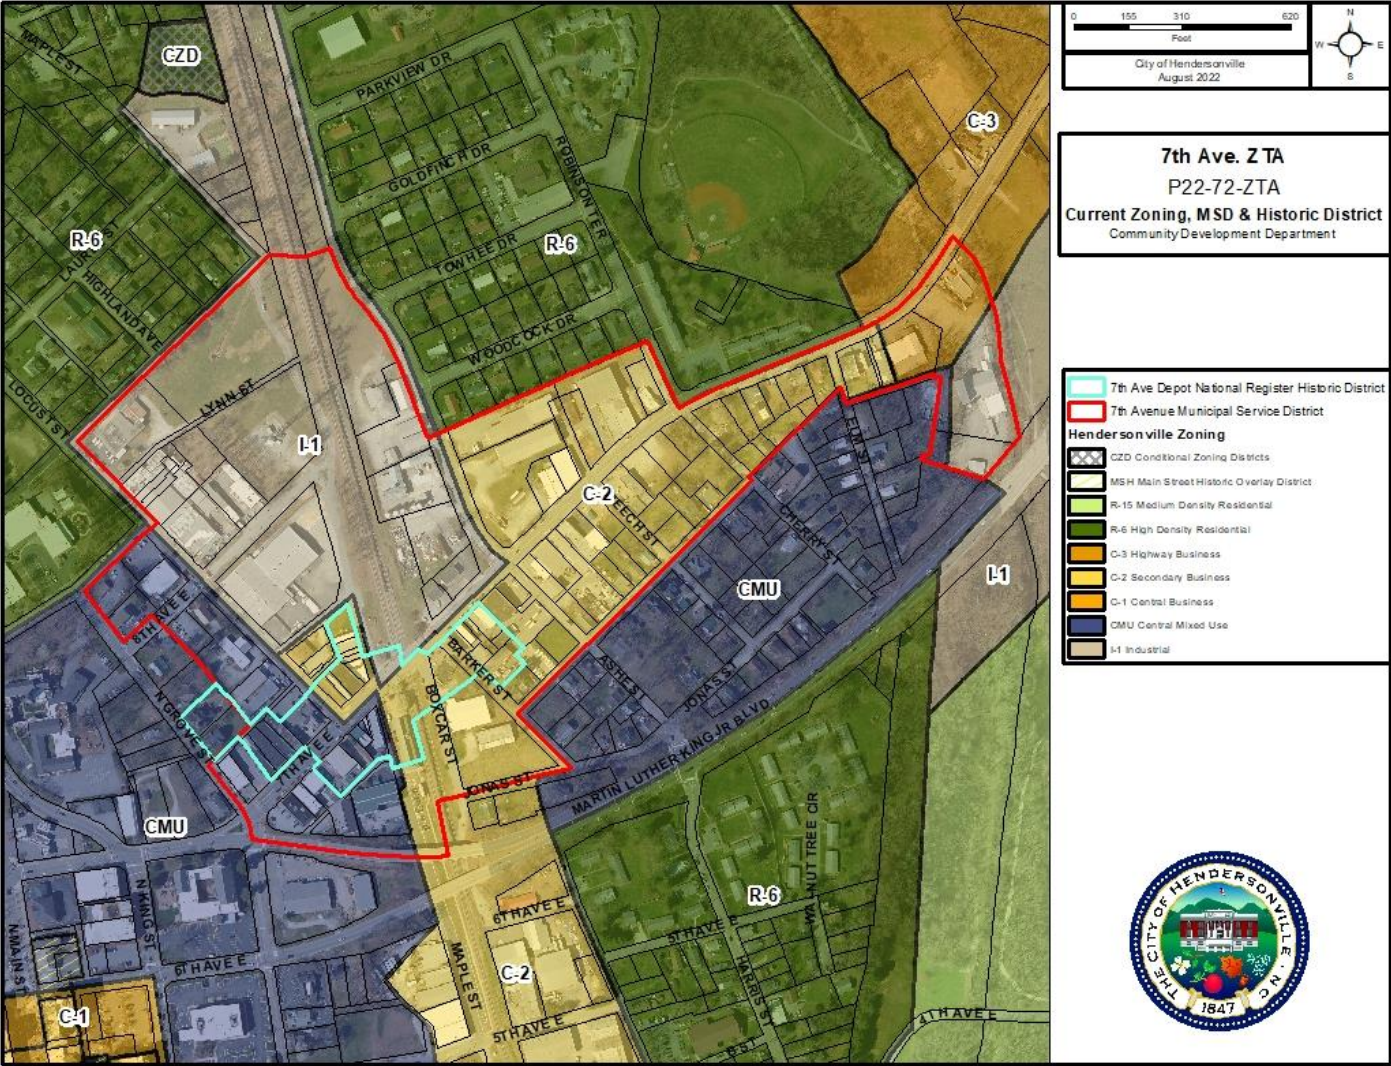 0 155 310 620
Feet
City of Hendersonville
August 2022
N
W E
S
7th Ave. ZTA
P22-72-ZTA
Current Zoning, MSD & Historic District
Community Development Department
7th Ave Depot National Register Historic District
7th Avenue Municipal Service District
Hendersonville Zoning
CZD Conditional Zoning Districts
MSH Main Street Historic Overlay District
R-15 Medium Density Residential
R-6 High Density Residential
C-3 Highway Business
C-2 Secondary Business
C-1 Central Business
CMU Central Mixed Use
I-1 Industrial
THE CITY OF HENDERSONVILLE · N.C.
1847
MAPLE ST
CZD
PARKVIEW DR
C-3
GOLDFINCH DR
ROBINSON TER
R-6
TOWHEE DR
R-6
HIGHLAND AVE
WOODCOCK DR
LOCUST ST
LYNN ST
I-1
C-2
BEECH ST
ELM ST
CHERRY ST
CMU
I-1
8TH AVE E
BARKER ST
ASHE ST
JONAS ST
N GROVE ST
BOXCAR ST
7TH AVE E
JONAS ST
MARTIN LUTHER KING JR BLVD
CMU
WALNUT TREE CIR
R-6
N KING ST
6TH AVE E
5TH AVE E
N MAIN ST
6TH AVE E
MAPLE ST
C-2
HARRIS ST
C-1
5TH AVE E
4TH AVE E
B ST